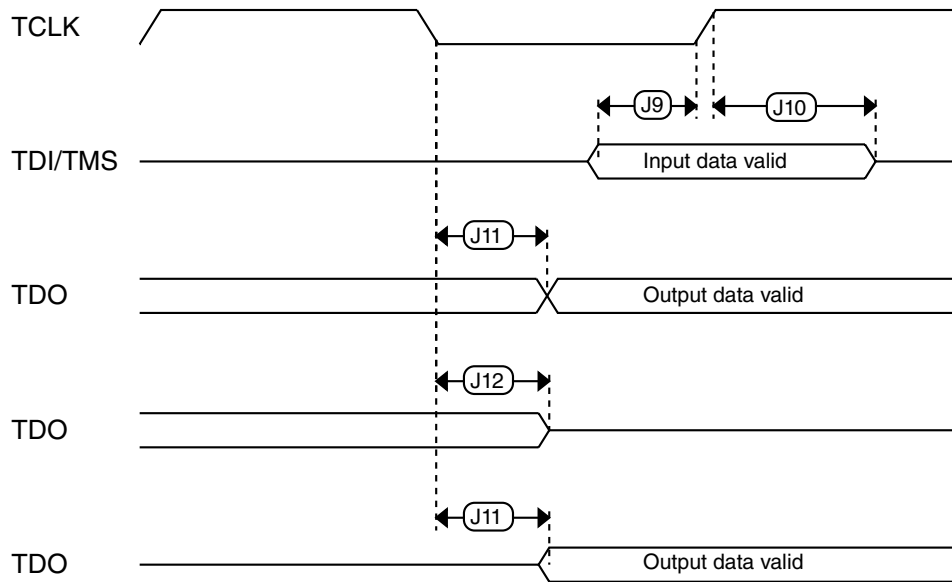 TCLK
J9
J10
TDI/TMS
Input data valid
J11
TDO
Output data valid
J12
TDO
J11
TDO
Output data valid